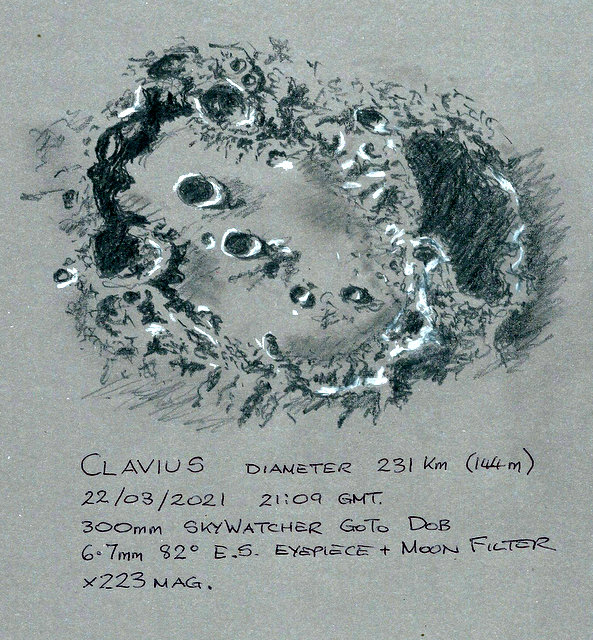 CLAVIUS DIAMETER 231 Km (144m)
22/03/2021 21:09 GMT.
300mm SKYWATCHER GOTO DOB
6.7mm 82° E.S. EYEPIECE + MOON FILTER
x223 MAG.